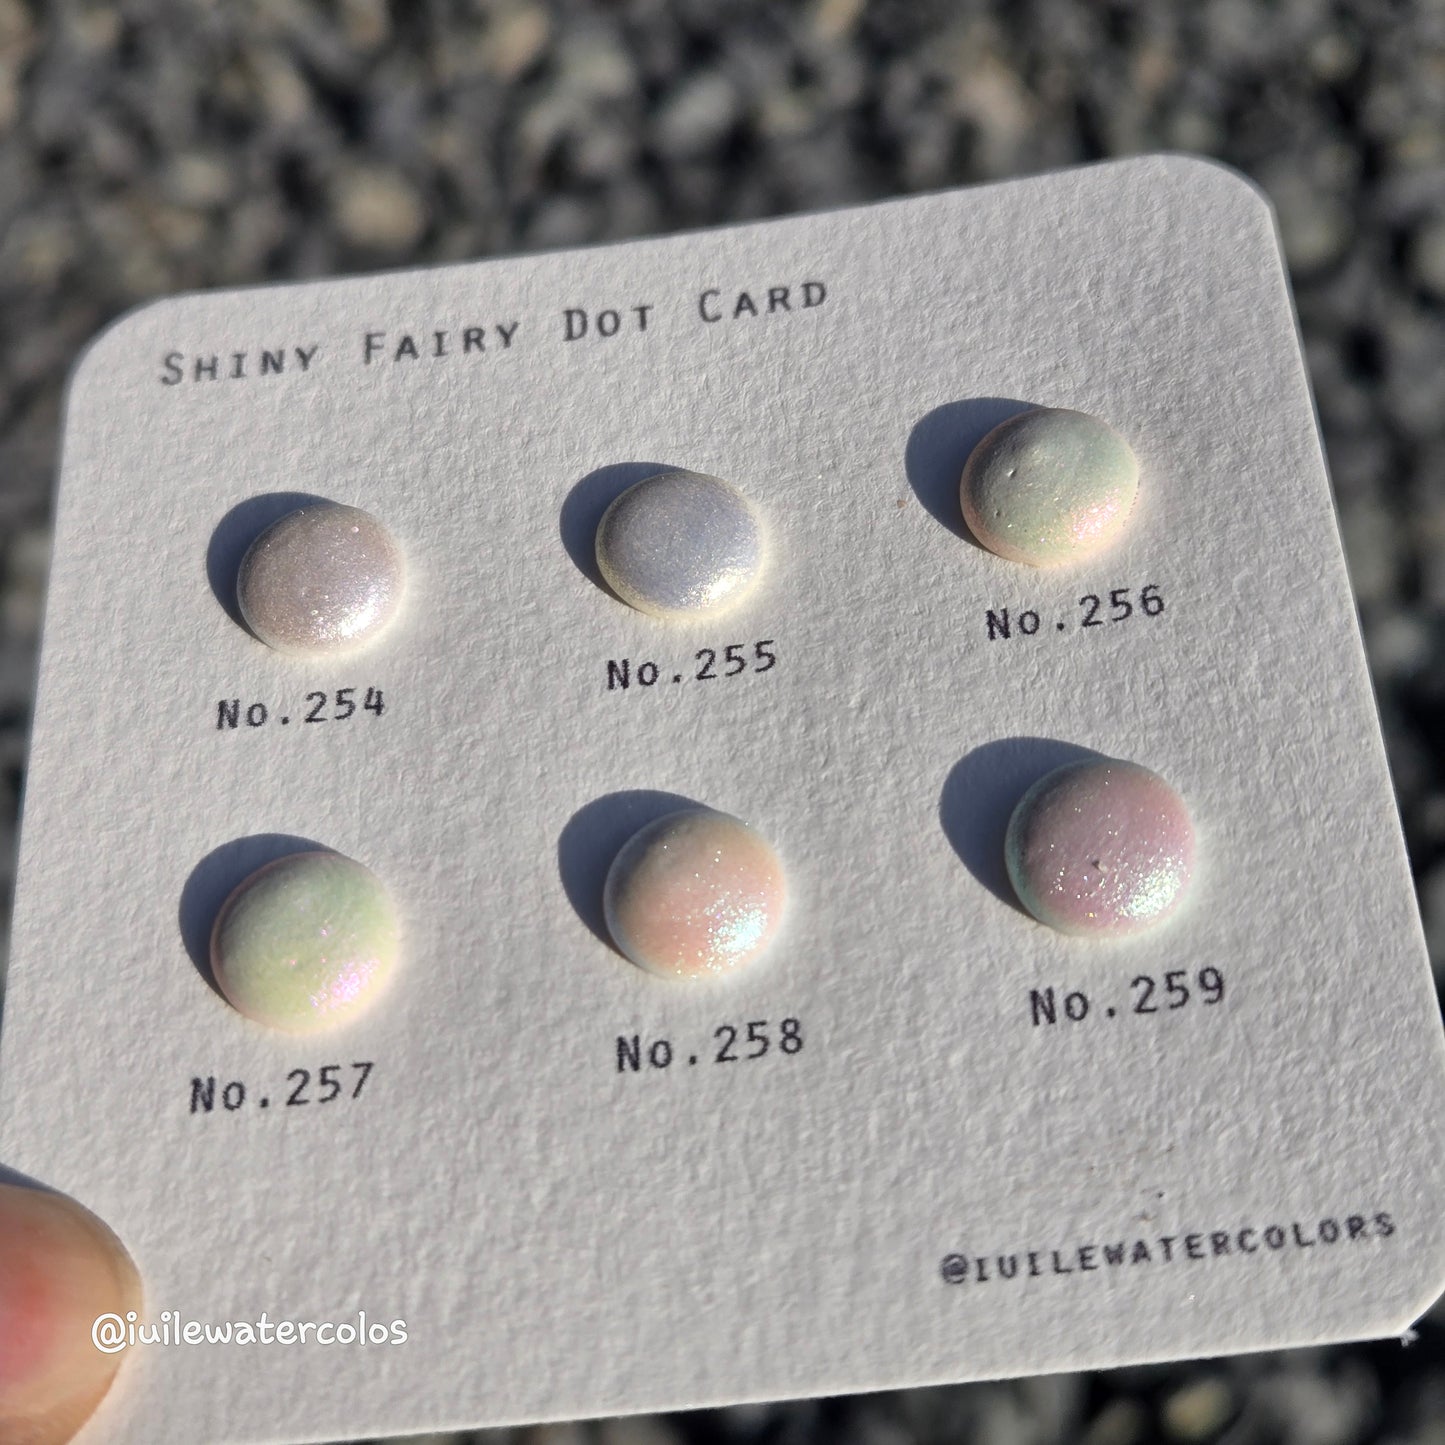 Shiny Fairy Dot Card
No.254
No.255
No.256
No.257
No.258
No.259
@iuilewatercolors
@iuilewatercolos